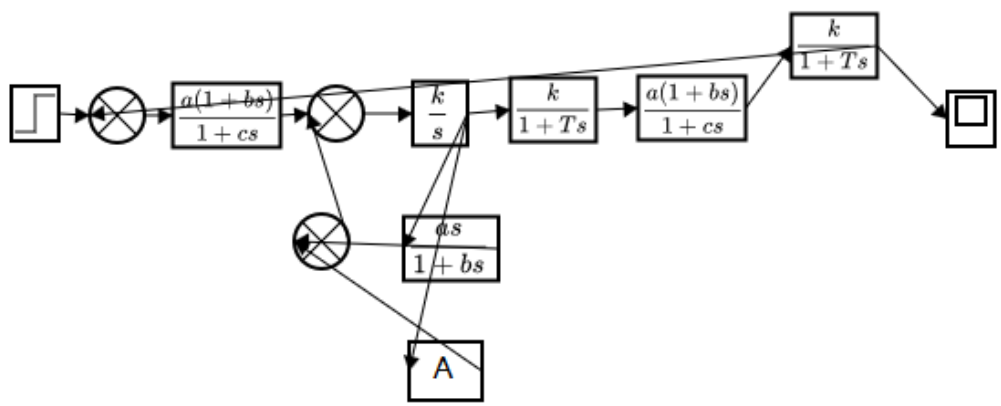 k
1 + Ts
a(1 + bs)
1 + cs
k
s
k
1 + Ts
a(1 + bs)
1 + cs
as
1 + bs
A